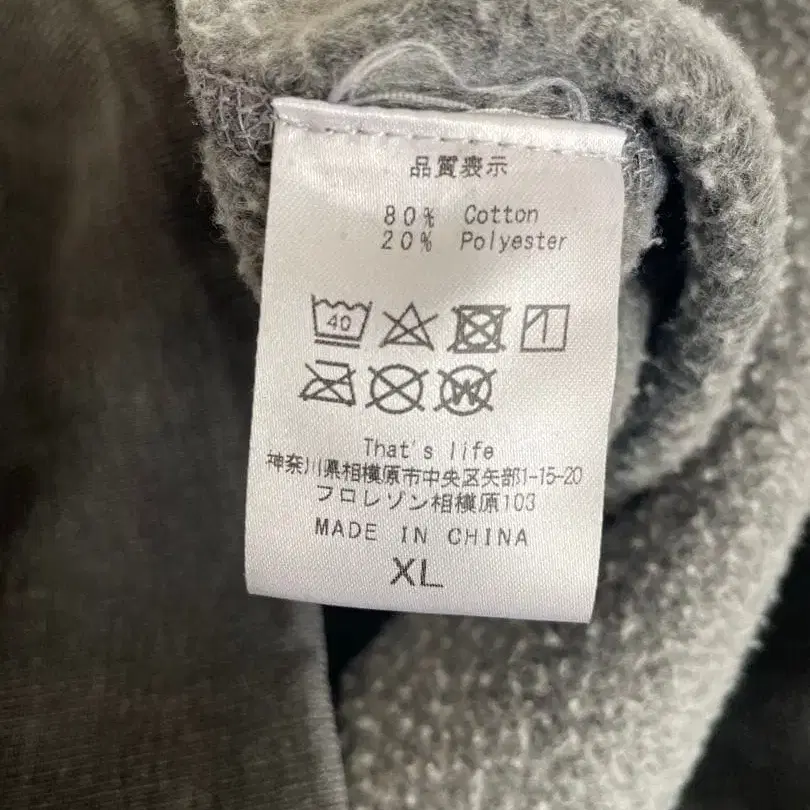 品質表示
80% Cotton
20% Polyester
40
W
That's life
神奈川県相模原市中央区矢部1-15-20
フロレゾン相模原103
MADE IN CHINA
XL